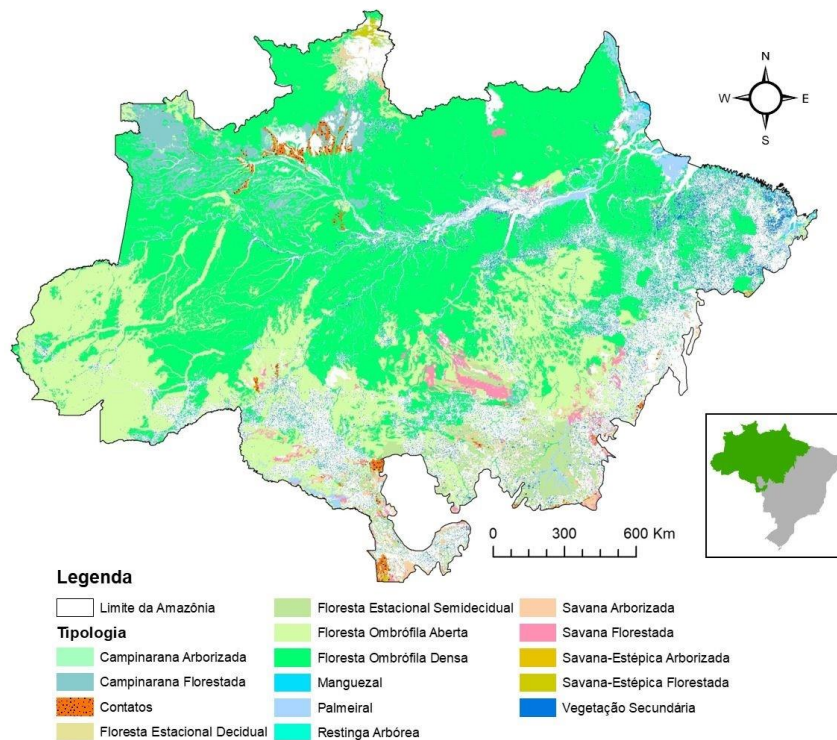 N
W
E
S
0
300
600 Km
Legenda
Limite da Amazônia
Tipologia
Campinarana Arborizada
Campinarana Florestada
Contatos
Floresta Estacional Decidual
Floresta Estacional Semidecidual
Floresta Ombrófila Aberta
Floresta Ombrófila Densa
Manguezal
Palmeiral
Restinga Arbórea
Savana Arborizada
Savana Florestada
Savana-Estépica Arborizada
Savana-Estépica Florestada
Vegetação Secundária